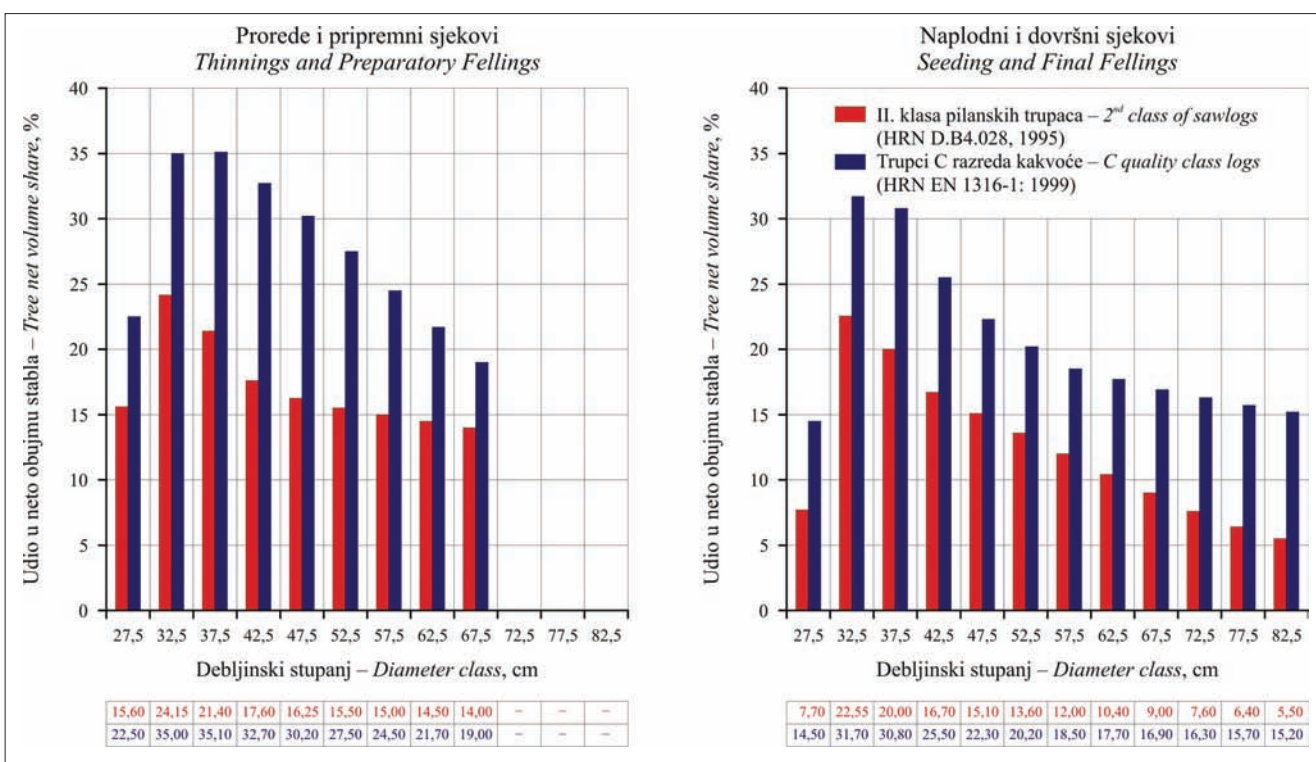 Prorede i pripremni sjekovi
Thinnings and Preparatory Fellings
Udio u neto obujmu stabla – Tree net volume share, %
40
35
30
25
20
15
10
5
0
27,5 32,5 37,5 42,5 47,5 52,5 57,5 62,5 67,5 72,5 77,5 82,5
Debljinski stupanj – Diameter class, cm
15,60 24,15 21,40 17,60 16,25 15,50 15,00 14,50 14,00 – – –
22,50 35,00 35,10 32,70 30,20 27,50 24,50 21,70 19,00 – – –
Naplodni i dovršni sjekovi
Seeding and Final Fellings
II. klasa pilanskih trupaca – 2nd class of sawlogs
(HRN D.B4.028, 1995)
Trupci C razreda kakvoće – C quality class logs
(HRN EN 1316-1: 1999)
Udio u neto obujmu stabla – Tree net volume share, %
40
35
30
25
20
15
10
5
0
27,5 32,5 37,5 42,5 47,5 52,5 57,5 62,5 67,5 72,5 77,5 82,5
Debljinski stupanj – Diameter class, cm
7,70 22,55 20,00 16,70 15,10 13,60 12,00 10,40 9,00 7,60 6,40 5,50
14,50 31,70 30,80 25,50 22,30 20,20 18,50 17,70 16,90 16,30 15,70 15,20